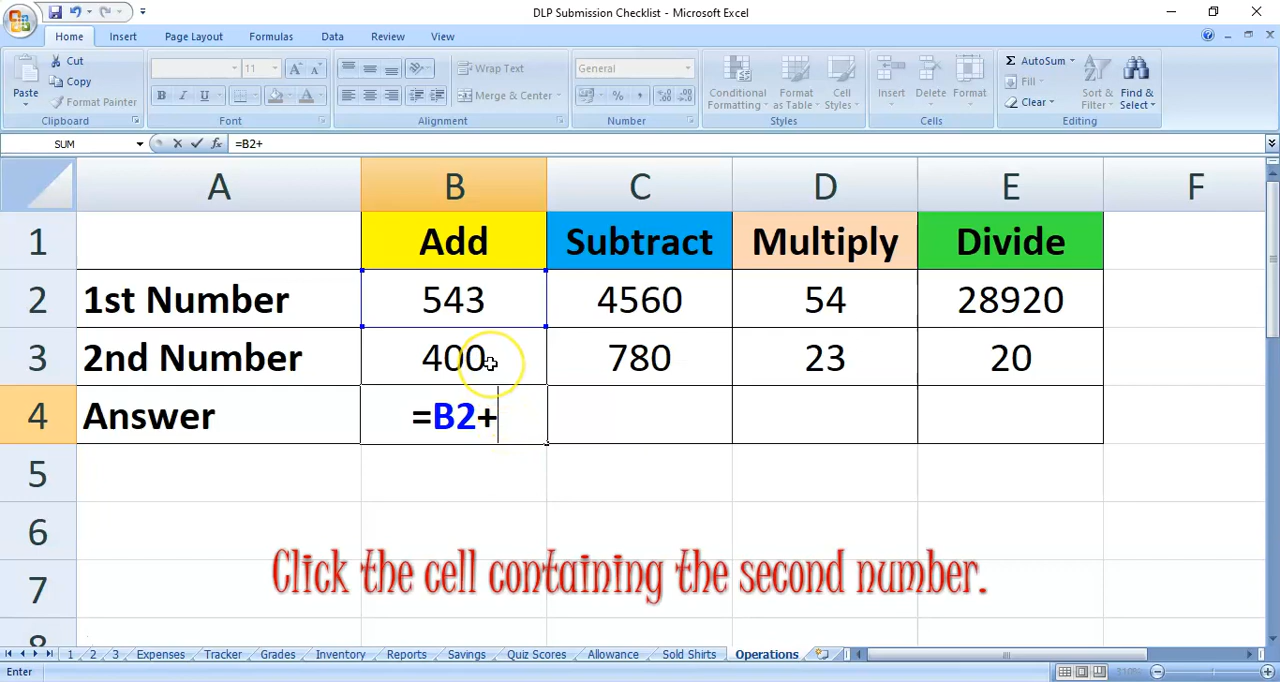 DLP Submission Checklist - Microsoft Excel
Home Insert Page Layout Formulas Data Review View
Paste
Cut
Copy
Format Painter
Clipboard
11 A A
B I U A
Font
Wrap Text
Merge & Center
Alignment
General
% ,
Number
Conditional Formatting
Format as Table
Cell Styles
Styles
Insert Delete Format
Cells
Σ AutoSum
Fill
Clear
Sort & Filter
Find & Select
Editing
SUM fx =B2+
A B C D E F
1 Add Subtract Multiply Divide
2 1st Number 543 4560 54 28920
3 2nd Number 400 780 23 20
4 Answer =B2+
5
6
Click the cell containing the second number.
7
8
1 2 3 Expenses Tracker Grades Inventory Reports Savings Quiz Scores Allowance Sold Shirts Operations
Enter 310%